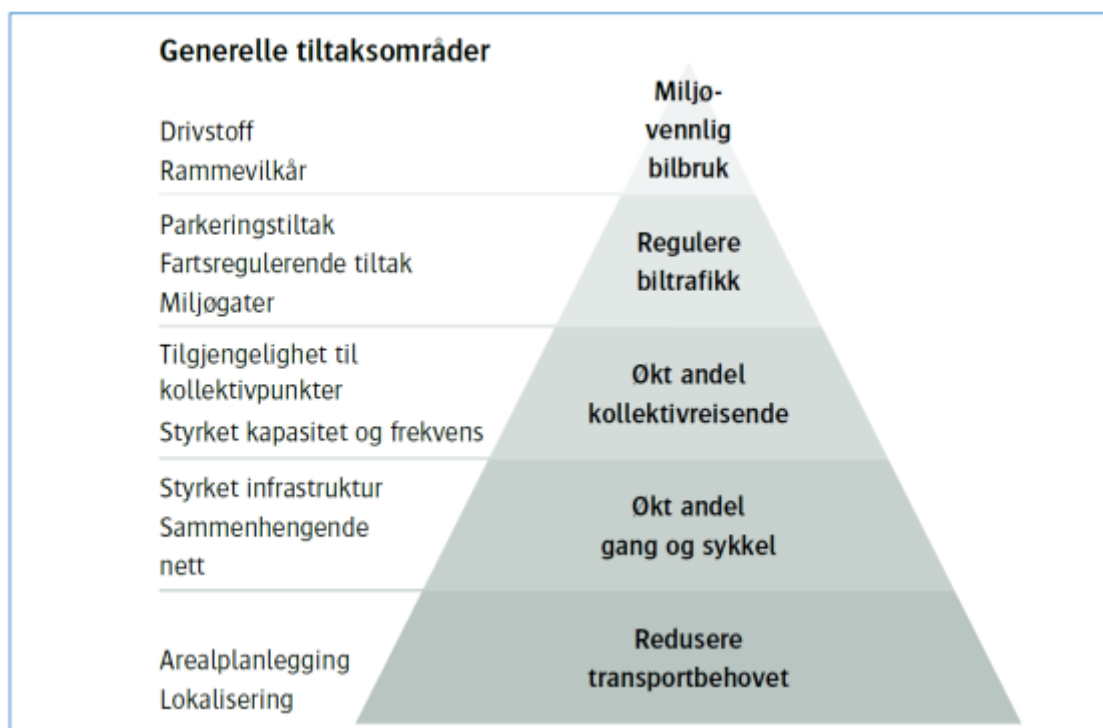 Generelle tiltaksområder
Miljø-
vennlig
bilbruk
Drivstoff
Rammevilkår
Parkeringstiltak
Fartsregulerende tiltak
Miljøgater
Regulere
biltrafikk
Tilgjengelighet til
kollektivpunkter
Styrket kapasitet og frekvens
Økt andel
kollektivreisende
Styrket infrastruktur
Sammenhengende
nett
Økt andel
gang og sykkel
Arealplanlegging
Lokalisering
Redusere
transportbehovet